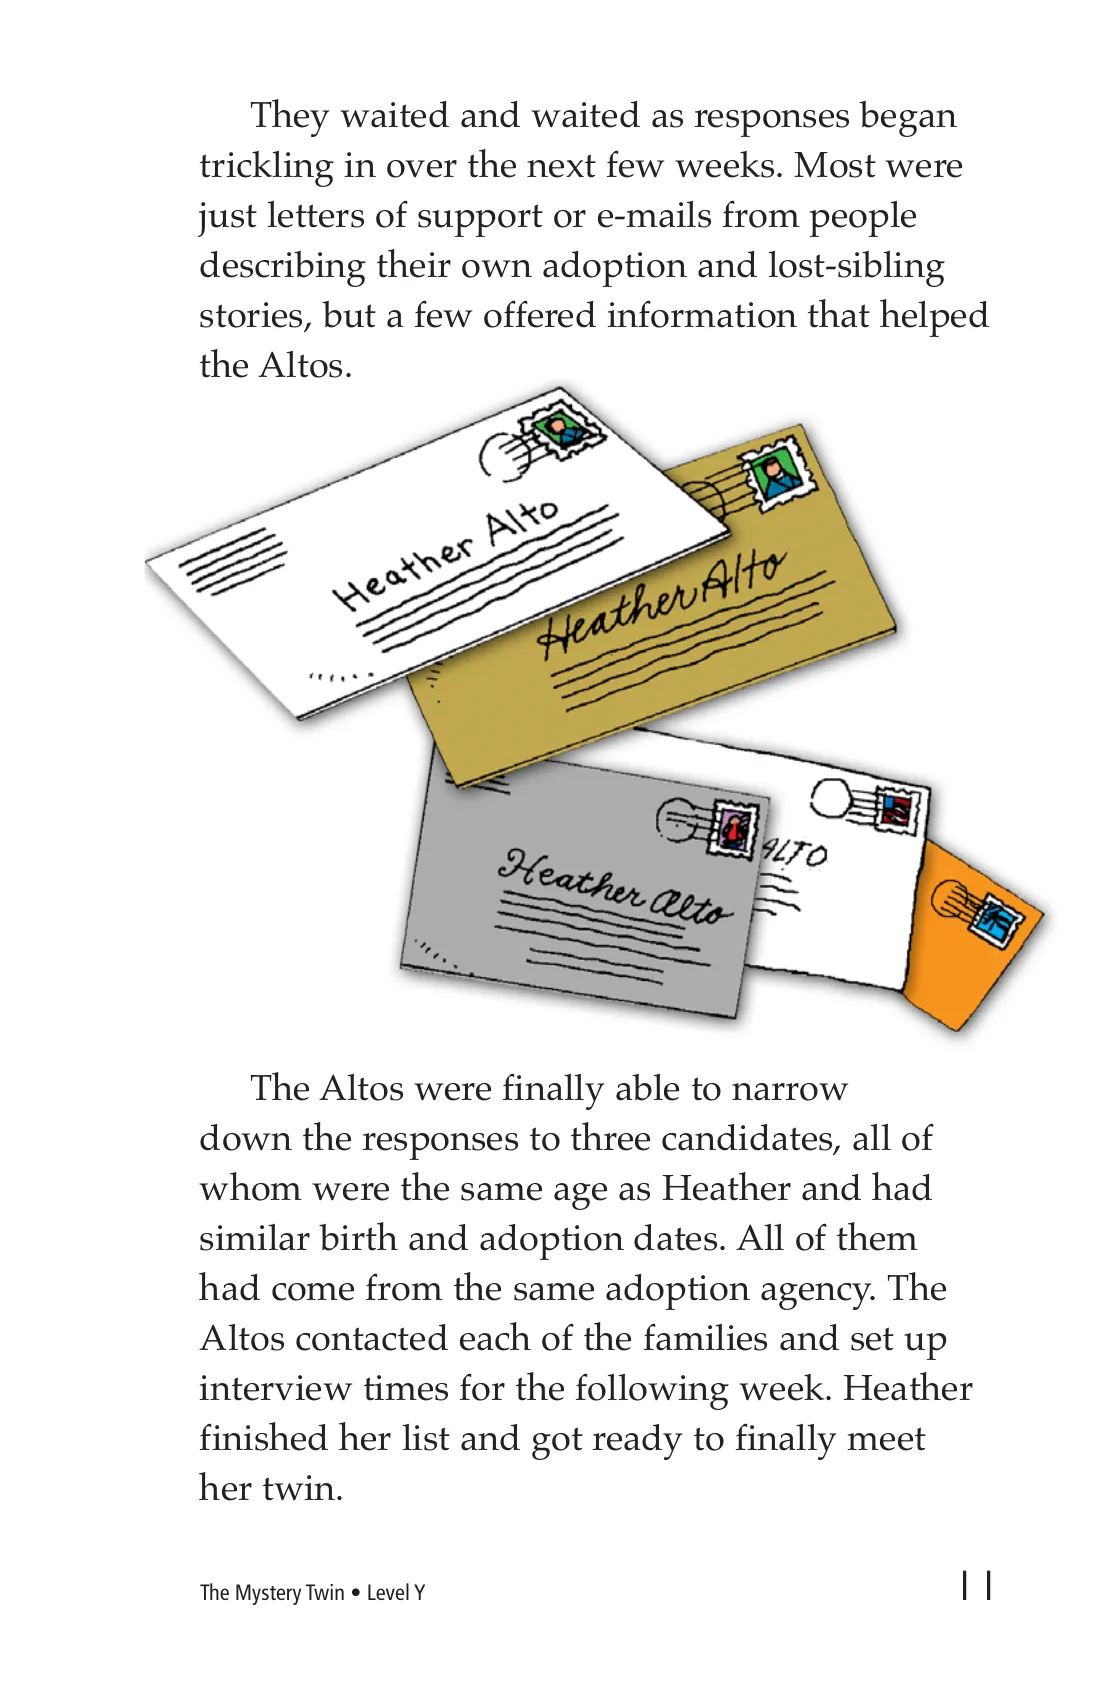 They waited and waited as responses began
trickling in over the next few weeks. Most were
just letters of support or e-mails from people
describing their own adoption and lost-sibling
stories, but a few offered information that helped
the Altos.
Heather Alto
Heather Alto
Heather Alto
ALTO
The Altos were finally able to narrow
down the responses to three candidates, all of
whom were the same age as Heather and had
similar birth and adoption dates. All of them
had come from the same adoption agency. The
Altos contacted each of the families and set up
interview times for the following week. Heather
finished her list and got ready to finally meet
her twin.
The Mystery Twin • Level Y
11